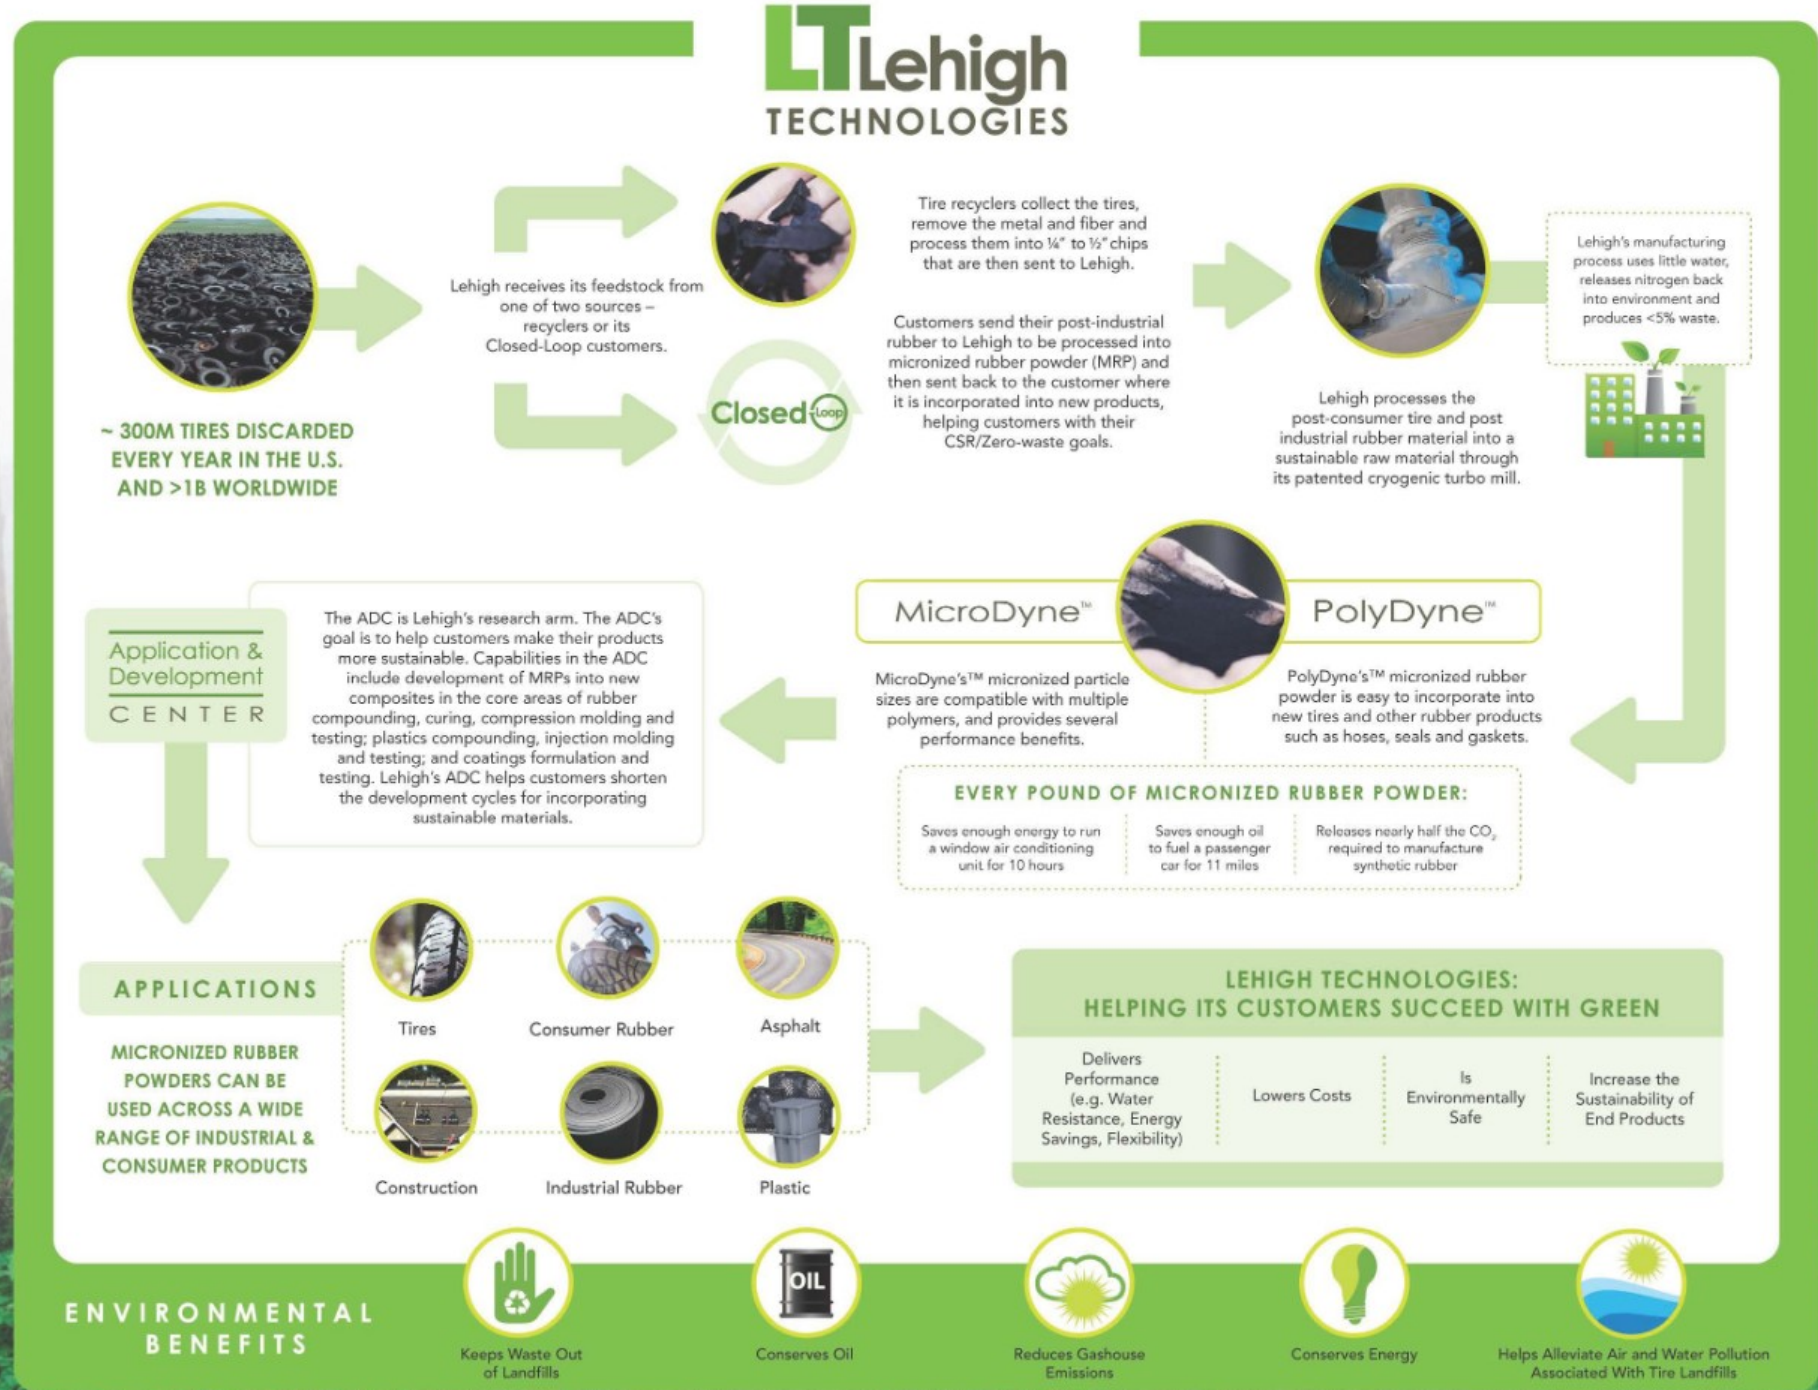 LT Lehigh
TECHNOLOGIES
~ 300M TIRES DISCARDED
EVERY YEAR IN THE U.S.
AND >1B WORLDWIDE
Lehigh receives its feedstock from
one of two sources –
recyclers or its
Closed-Loop customers.
Closed Loop
Tire recyclers collect the tires,
remove the metal and fiber and
process them into ¼" to ½" chips
that are then sent to Lehigh.
Customers send their post-industrial
rubber to Lehigh to be processed into
micronized rubber powder (MRP) and
then sent back to the customer where
it is incorporated into new products,
helping customers with their
CSR/Zero-waste goals.
Lehigh processes the
post-consumer tire and post
industrial rubber material into a
sustainable raw material through
its patented cryogenic turbo mill.
Lehigh's manufacturing
process uses little water,
releases nitrogen back
into environment and
produces <5% waste.
MicroDyne™
PolyDyne™
MicroDyne's™ micronized particle
sizes are compatible with multiple
polymers, and provides several
performance benefits.
PolyDyne's™ micronized rubber
powder is easy to incorporate into
new tires and other rubber products
such as hoses, seals and gaskets.
EVERY POUND OF MICRONIZED RUBBER POWDER:
Saves enough energy to run
a window air conditioning
unit for 10 hours
Saves enough oil
to fuel a passenger
car for 11 miles
Releases nearly half the CO₂
required to manufacture
synthetic rubber
Application &
Development
CENTER
The ADC is Lehigh's research arm. The ADC's
goal is to help customers make their products
more sustainable. Capabilities in the ADC
include development of MRPs into new
composites in the core areas of rubber
compounding, curing, compression molding and
testing; plastics compounding, injection molding
and testing; and coatings formulation and
testing. Lehigh's ADC helps customers shorten
the development cycles for incorporating
sustainable materials.
APPLICATIONS
MICRONIZED RUBBER
POWDERS CAN BE
USED ACROSS A WIDE
RANGE OF INDUSTRIAL &
CONSUMER PRODUCTS
Tires
Consumer Rubber
Asphalt
Construction
Industrial Rubber
Plastic
LEHIGH TECHNOLOGIES:
HELPING ITS CUSTOMERS SUCCEED WITH GREEN
Delivers
Performance
(e.g. Water
Resistance, Energy
Savings, Flexibility)
Lowers Costs
Is
Environmentally
Safe
Increase the
Sustainability of
End Products
ENVIRONMENTAL
BENEFITS
Keeps Waste Out
of Landfills
OIL
Conserves Oil
Reduces Gashouse
Emissions
Conserves Energy
Helps Alleviate Air and Water Pollution
Associated With Tire Landfills